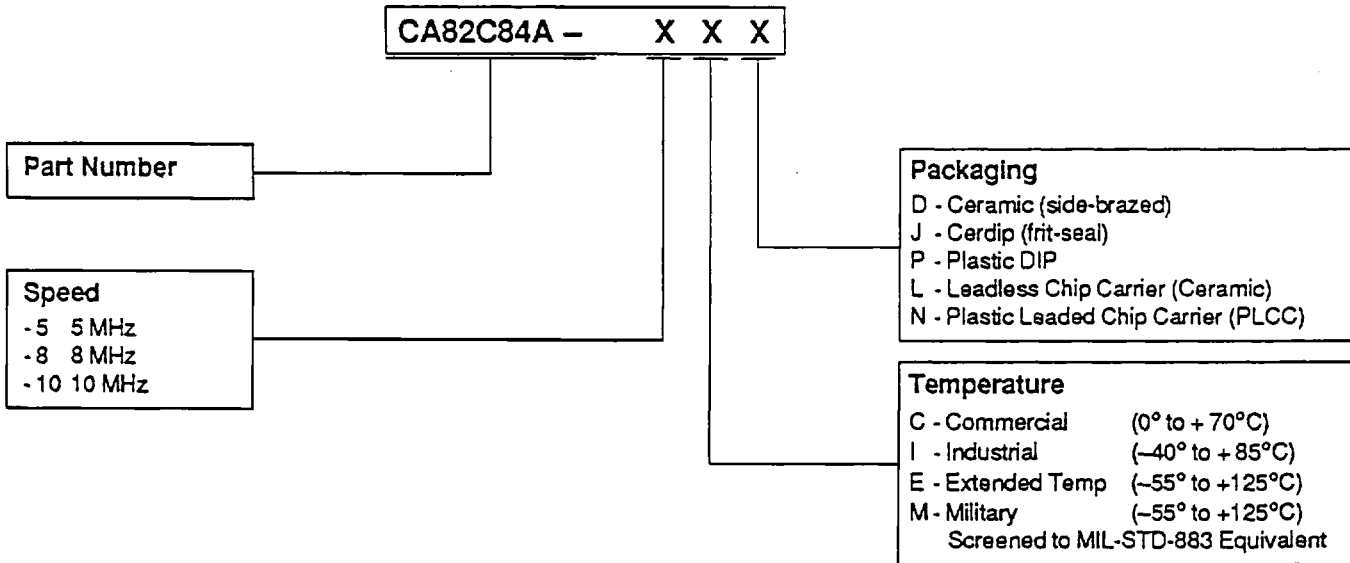 CA82C84A – X X X
Part Number
Speed
-5 5 MHz
-8 8 MHz
-10 10 MHz
Packaging
D - Ceramic (side-brazed)
J - Cerdip (frit-seal)
P - Plastic DIP
L - Leadless Chip Carrier (Ceramic)
N - Plastic Leaded Chip Carrier (PLCC)
Temperature
C - Commercial (0° to + 70°C)
I - Industrial (–40° to + 85°C)
E - Extended Temp (–55° to +125°C)
M - Military (–55° to +125°C)
Screened to MIL-STD-883 Equivalent